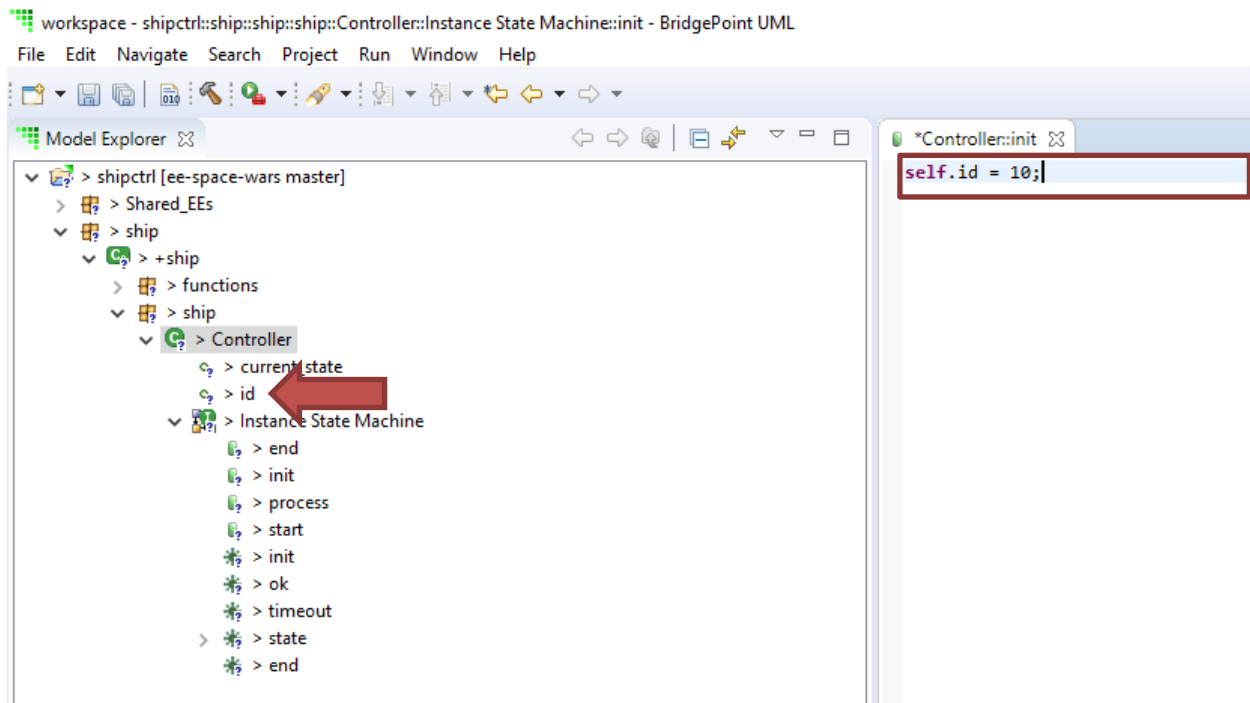 workspace - shipctrl::ship::ship::ship::Controller::Instance State Machine::init - BridgePoint UML
File Edit Navigate Search Project Run Window Help
010
Model Explorer
> shipctrl [ee-space-wars master]
> Shared_EEs
> ship
> +ship
> functions
> ship
> Controller
> current_state
> id
> Instance State Machine
> end
> init
> process
> start
> init
> ok
> timeout
> state
> end
*Controller::init
self.id = 10;